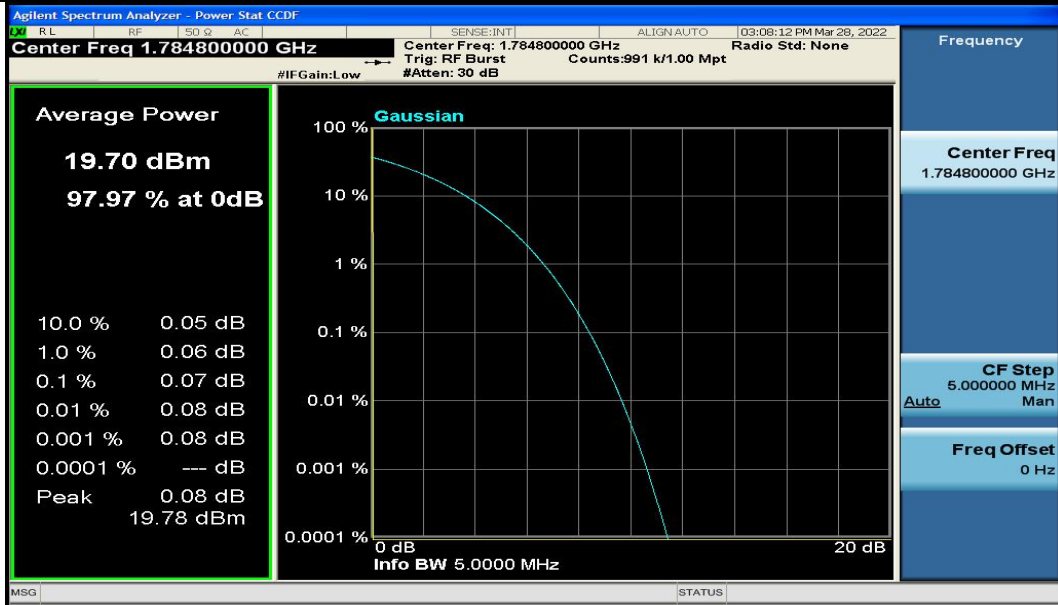 Agilent Spectrum Analyzer - Power Stat CCDF
LXI RL RF 50 Ω AC SENSE:INT ALIGN AUTO 03:08:12 PM Mar 28, 2022
Center Freq 1.784800000 GHz
Center Freq: 1.784800000 GHz Radio Std: None
Trig: RF Burst Counts:991 k/1.00 Mpt
#IFGain:Low #Atten: 30 dB
Frequency
Average Power
19.70 dBm
97.97 % at 0dB
10.0 % 0.05 dB
1.0 % 0.06 dB
0.1 % 0.07 dB
0.01 % 0.08 dB
0.001 % 0.08 dB
0.0001 % --- dB
Peak 0.08 dB
19.78 dBm
Gaussian
100 %
10 %
1 %
0.1 %
0.01 %
0.001 %
0.0001 %
0 dB 20 dB
Info BW 5.0000 MHz
Center Freq
1.784800000 GHz
CF Step
5.000000 MHz
Auto Man
Freq Offset
0 Hz
MSG STATUS